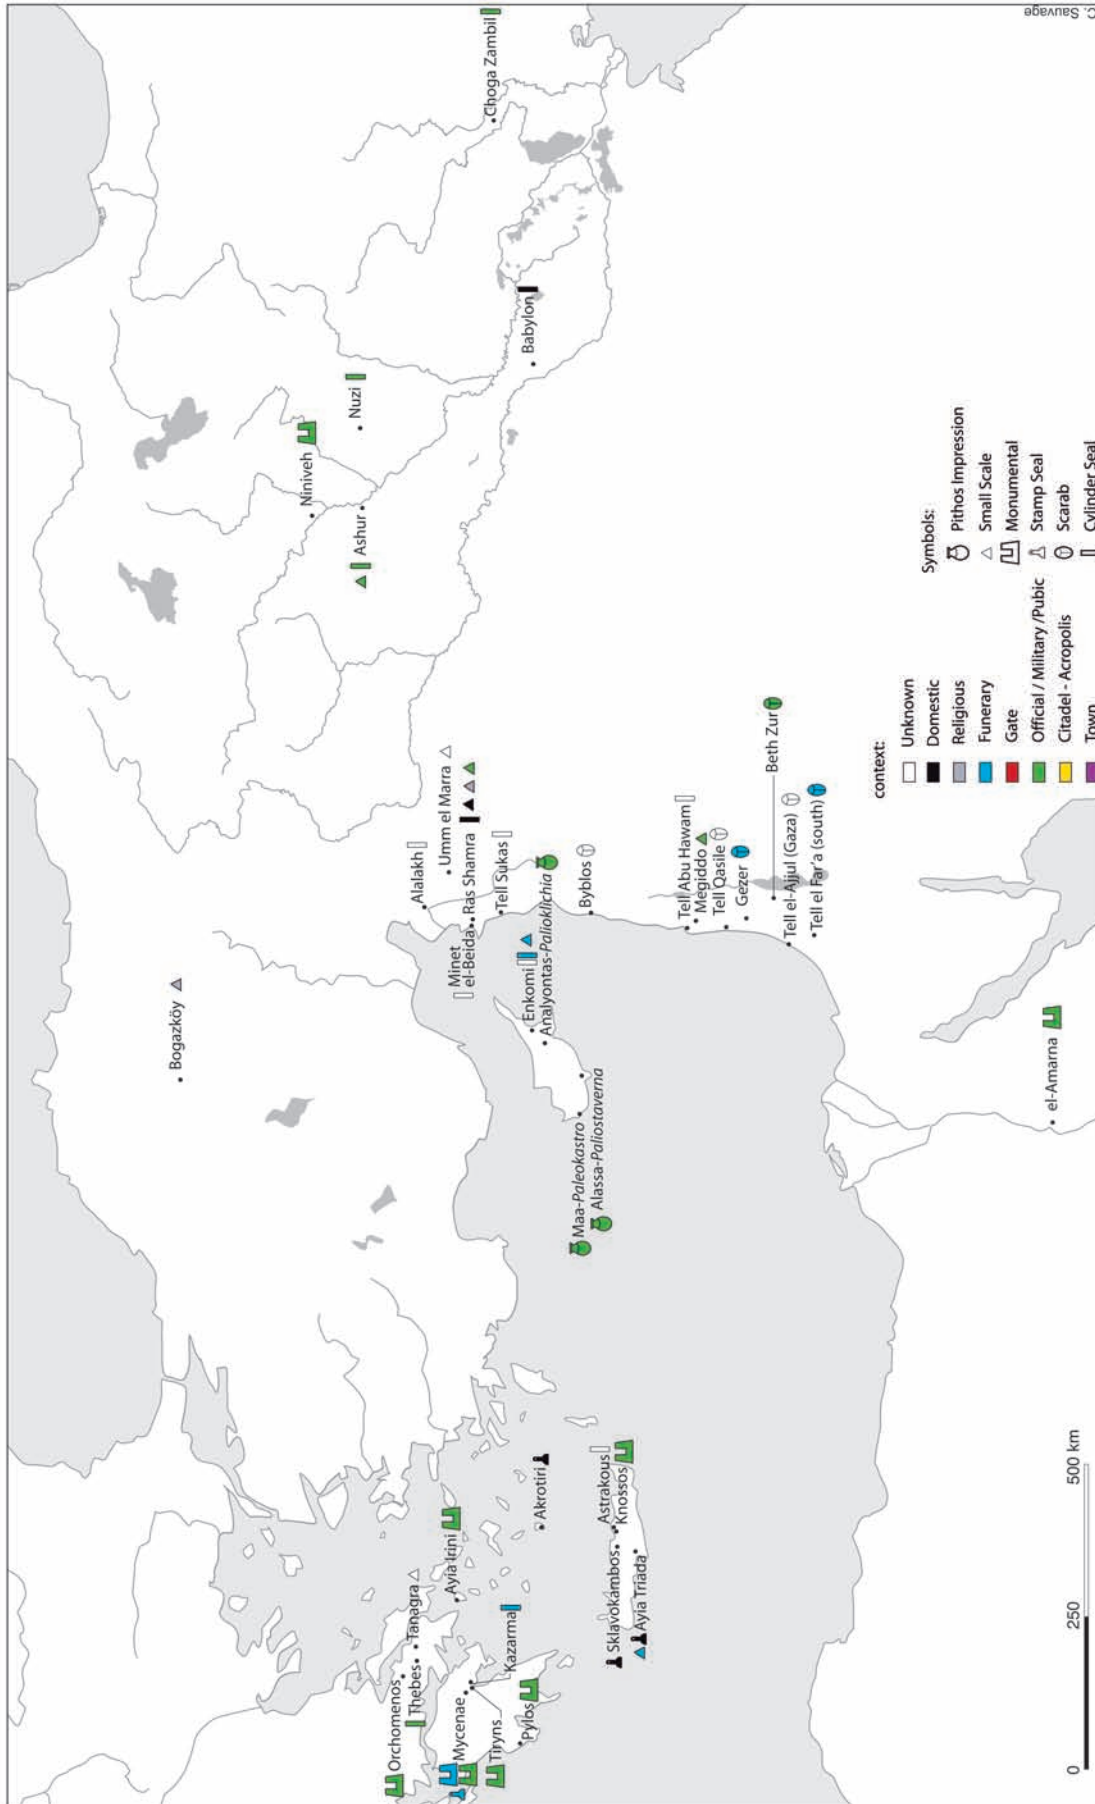 C. Sauvage
Choga Zambil
Babylon
Nuzi
Niniveh
Ashur
Bogazköy
Alalakh
Umm el Marra
Minet
el-Beida
Ras Shamra
Tell Sukas
Enkomi
Analyontas-Palioklichia
Byblos
Maa-Paleokastro
Alassa-Paliostaverna
Tell Abu Hawam
Megiddo
Tell Qasile
Gezer
Beth Zur
Tell el-Ajjul (Gaza)
Tell el Far'a (south)
el-Amarna
Orchomenos
Thebes
Tanagra
Ayia Irini
Mycenae
Kazarma
Tiryns
Pylos
Akrotiri
Astrakous
Knossos
Sklavokambos
Ayia Triada
context:
Unknown
Domestic
Religious
Funerary
Gate
Official / Military /Pubic
Citadel - Acropolis
Town
Symbols:
Pithos Impression
Small Scale
Monumental
Stamp Seal
Scarab
Cylinder Seal
0 250 500 km